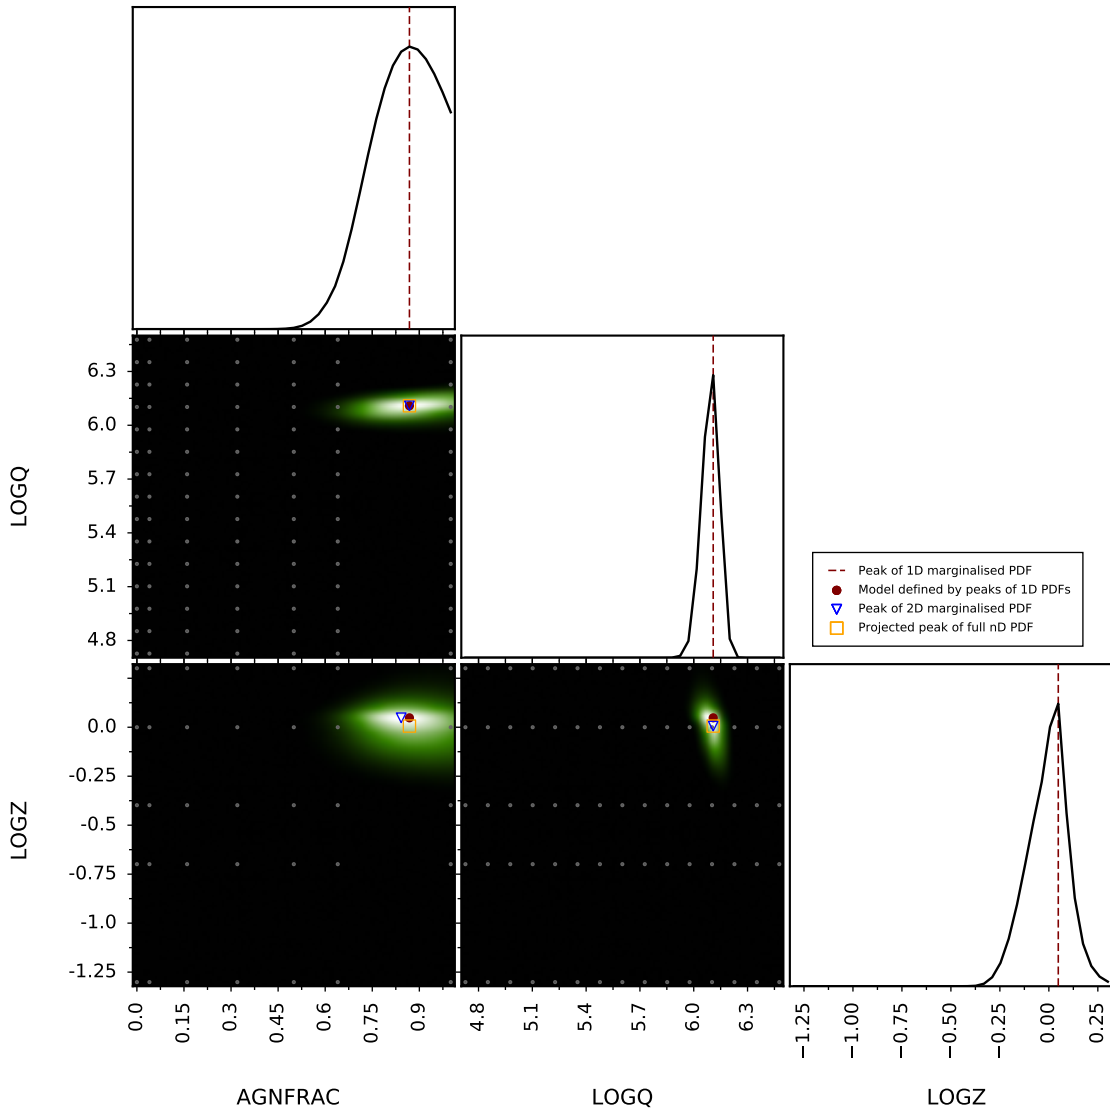 6.3
6.0
5.7
5.4
5.1
4.8
LOGQ
Peak of 1D marginalised PDF
Model defined by peaks of 1D PDFs
Peak of 2D marginalised PDF
Projected peak of full nD PDF
0.0
-0.25
-0.5
-0.75
-1.0
-1.25
LOGZ
0.0 0.15 0.3 0.45 0.6 0.75 0.9
4.8 5.1 5.4 5.7 6.0 6.3
−1.25 −1.00 −0.75 −0.50 −0.25 0.00 0.25
AGNFRAC LOGQ LOGZ